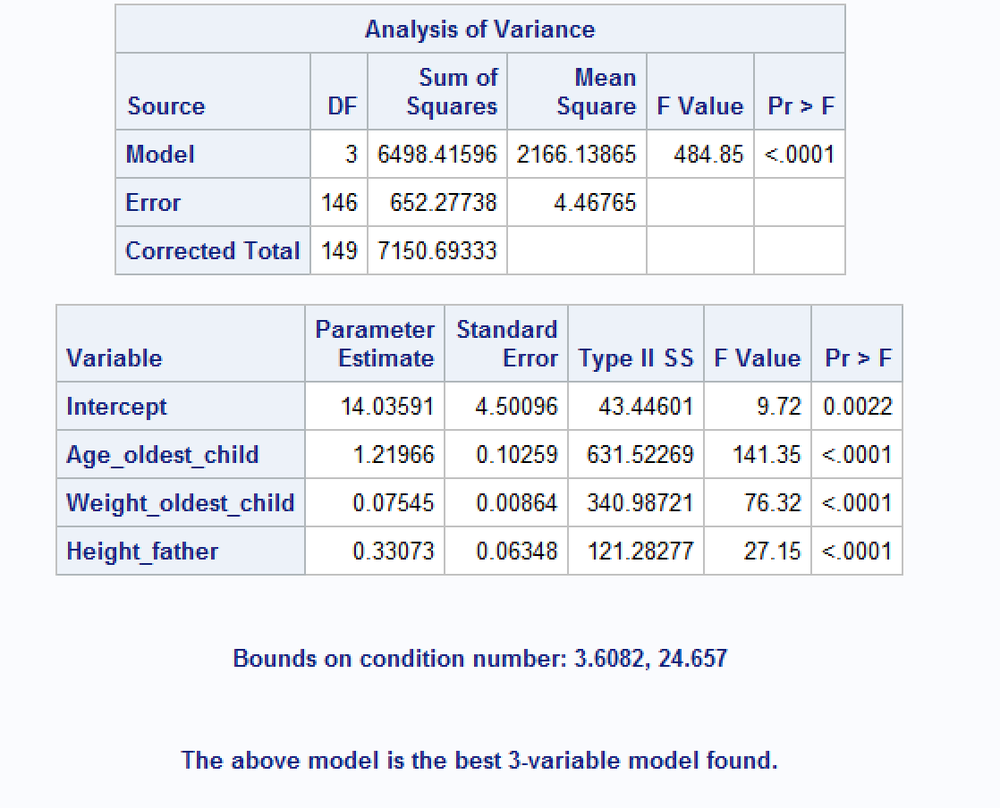 Analysis of Variance
Source DF Sum of Squares Mean Square F Value Pr > F
Model 3 6498.41596 2166.13865 484.85 <.0001
Error 146 652.27738 4.46765
Corrected Total 149 7150.69333
Variable Parameter Estimate Standard Error Type II SS F Value Pr > F
Intercept 14.03591 4.50096 43.44601 9.72 0.0022
Age_oldest_child 1.21966 0.10259 631.52269 141.35 <.0001
Weight_oldest_child 0.07545 0.00864 340.98721 76.32 <.0001
Height_father 0.33073 0.06348 121.28277 27.15 <.0001
Bounds on condition number: 3.6082, 24.657
The above model is the best 3-variable model found.